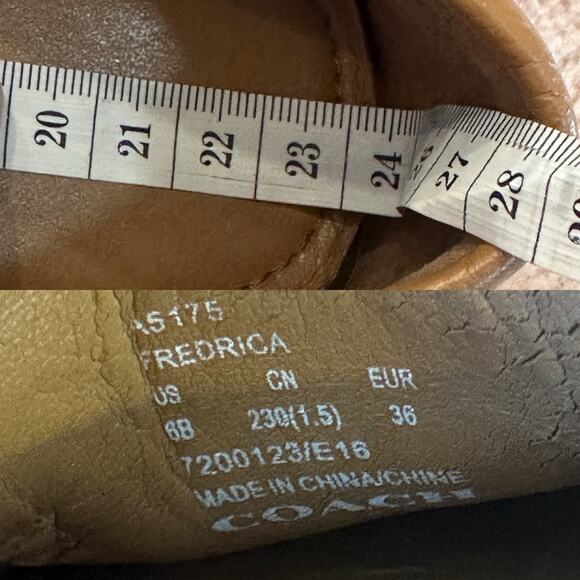 20 21 22 23 24 26 27 28
A5175
FREDRICA
US CN EUR
6B 230(1.5) 36
7200123/E16
MADE IN CHINA/CHINE
COACH